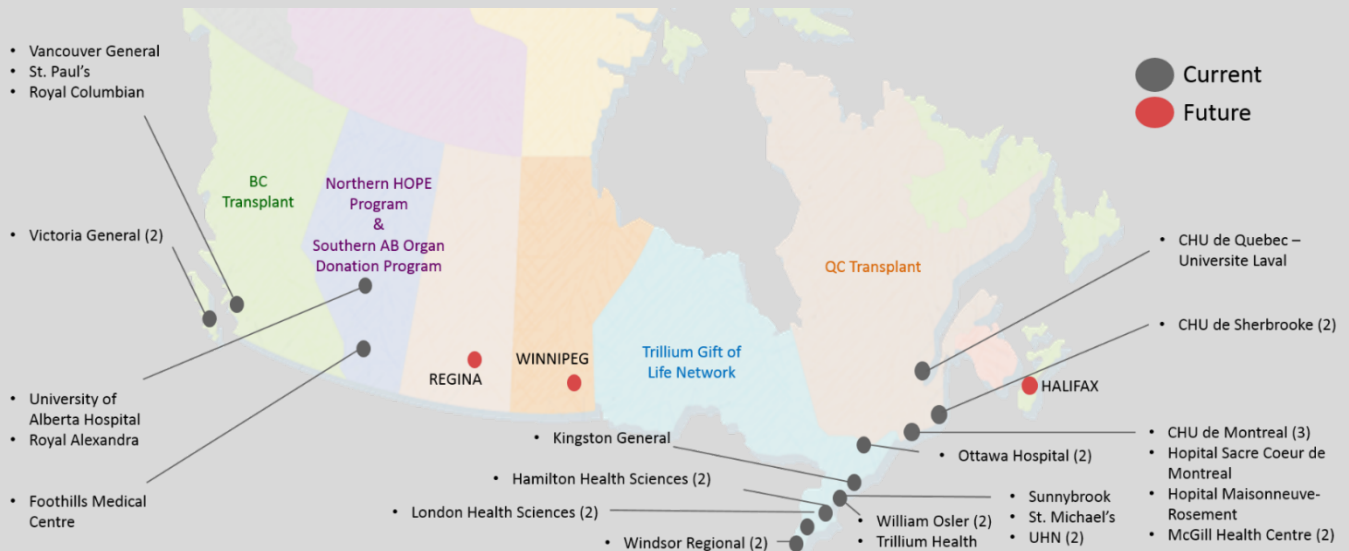 • Vancouver General
• St. Paul's
• Royal Columbian
Current
Future
BC
Transplant
Northern HOPE
Program
&
Southern AB Organ
Donation Program
• Victoria General (2)
QC Transplant
• CHU de Quebec –
Universite Laval
• CHU de Sherbrooke (2)
Trillium Gift of
Life Network
WINNIPEG
REGINA
HALIFAX
• University of
Alberta Hospital
• Royal Alexandra
• Foothills Medical
Centre
• Kingston General
• Ottawa Hospital (2)
• Hamilton Health Sciences (2)
• London Health Sciences (2)
• Windsor Regional (2)
• William Osler (2)
• Trillium Health
• Sunnybrook
• St. Michael's
• UHN (2)
• CHU de Montreal (3)
• Hopital Sacre Coeur de
Montreal
• Hopital Maisonneuve-
Rosement
• McGill Health Centre (2)